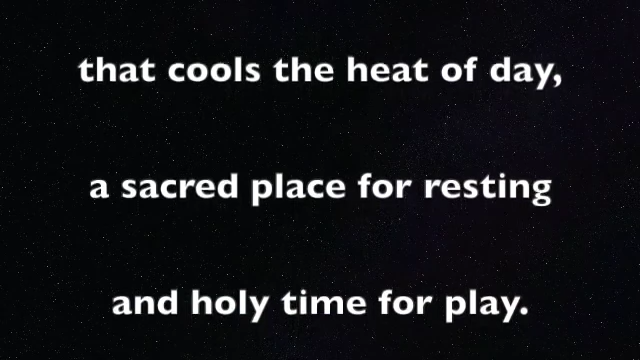 that cools the heat of day,
a sacred place for resting
and holy time for play.